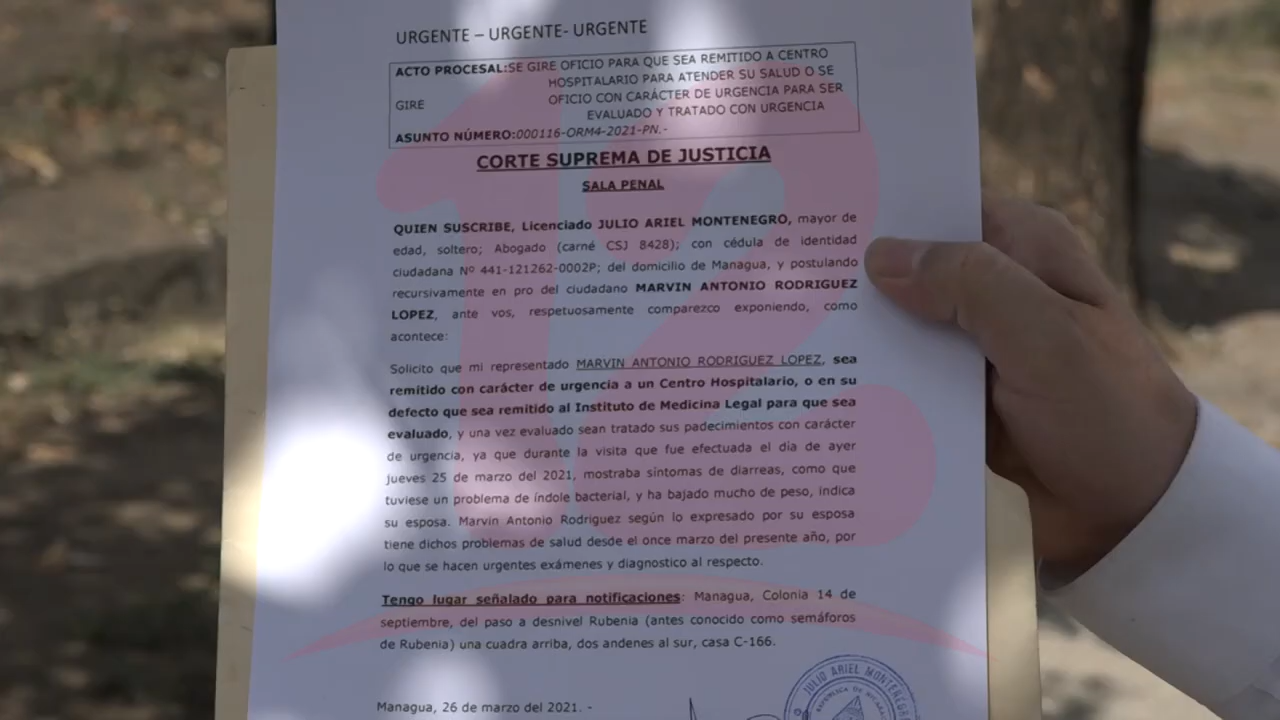 URGENTE – URGENTE- URGENTE
ACTO PROCESAL:SE GIRE OFICIO PARA QUE SEA REMITIDO A CENTRO
HOSPITALARIO PARA ATENDER SU SALUD O SE
GIRE OFICIO CON CARÁCTER DE URGENCIA PARA SER
EVALUADO Y TRATADO CON URGENCIA
ASUNTO NÚMERO:000116-ORM4-2021-PN.-
CORTE SUPREMA DE JUSTICIA
SALA PENAL
QUIEN SUSCRIBE, Licenciado JULIO ARIEL MONTENEGRO, mayor de
edad, soltero; Abogado (carné CSJ 8428); con cédula de identidad
ciudadana Nº 441-121262-0002P; del domicilio de Managua, y postulando
recursivamente en pro del ciudadano MARVIN ANTONIO RODRIGUEZ
LOPEZ, ante vos, respetuosamente comparezco exponiendo, como
acontece:
Solicito que mi representado MARVIN ANTONIO RODRIGUEZ LOPEZ, sea
remitido con carácter de urgencia a un Centro Hospitalario, o en su
defecto que sea remitido al Instituto de Medicina Legal para que sea
evaluado, y una vez evaluado sean tratado sus padecimientos con carácter
de urgencia, ya que durante la visita que fue efectuada el día de ayer
jueves 25 de marzo del 2021, mostraba síntomas de diarreas, como que
tuviese un problema de índole bacterial, y ha bajado mucho de peso, indica
su esposa. Marvin Antonio Rodriguez según lo expresado por su esposa
tiene dichos problemas de salud desde el once marzo del presente año, por
lo que se hacen urgentes exámenes y diagnostico al respecto.
Tengo lugar señalado para notificaciones: Managua, Colonia 14 de
septiembre, del paso a desnivel Rubenia (antes conocido como semáforos
de Rubenia) una cuadra arriba, dos andenes al sur, casa C-166.
Managua, 26 de marzo del 2021. -
JULIO ARIEL MONTENEGRO
REPUBLICA DE
12